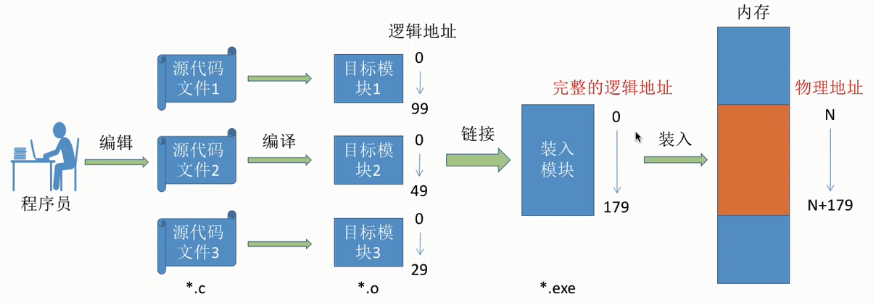 内存
逻辑地址
源代码
文件1
目标模
块1
0
99
完整的逻辑地址
物理地址
程序员
编辑
源代码
文件2
编译
目标模
块2
0
49
链接
装入
模块
0
179
装入
N
N+179
源代码
文件3
目标模
块3
0
29
*.c
*.o
*.exe